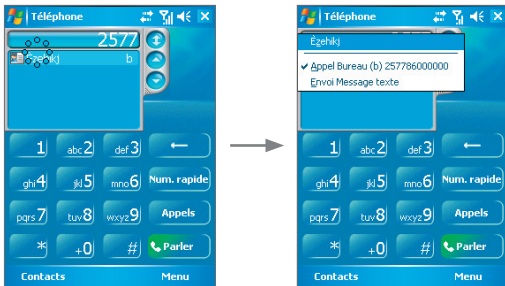 Téléphone
2577
Ézehikj b
1 abc2 def3
ghi4 jkl5 mno6 Num. rapide
pqrs7 tuv8 wxyz9 Appels
* +0 # Parler
Contacts Menu
Téléphone
Ézehikj
Appel Bureau (b) 257786000000
Envoi Message texte
1 abc2 def3
ghi4 jkl5 mno6 Num. rapide
pqrs7 tuv8 wxyz9 Appels
* +0 # Parler
Contacts Menu